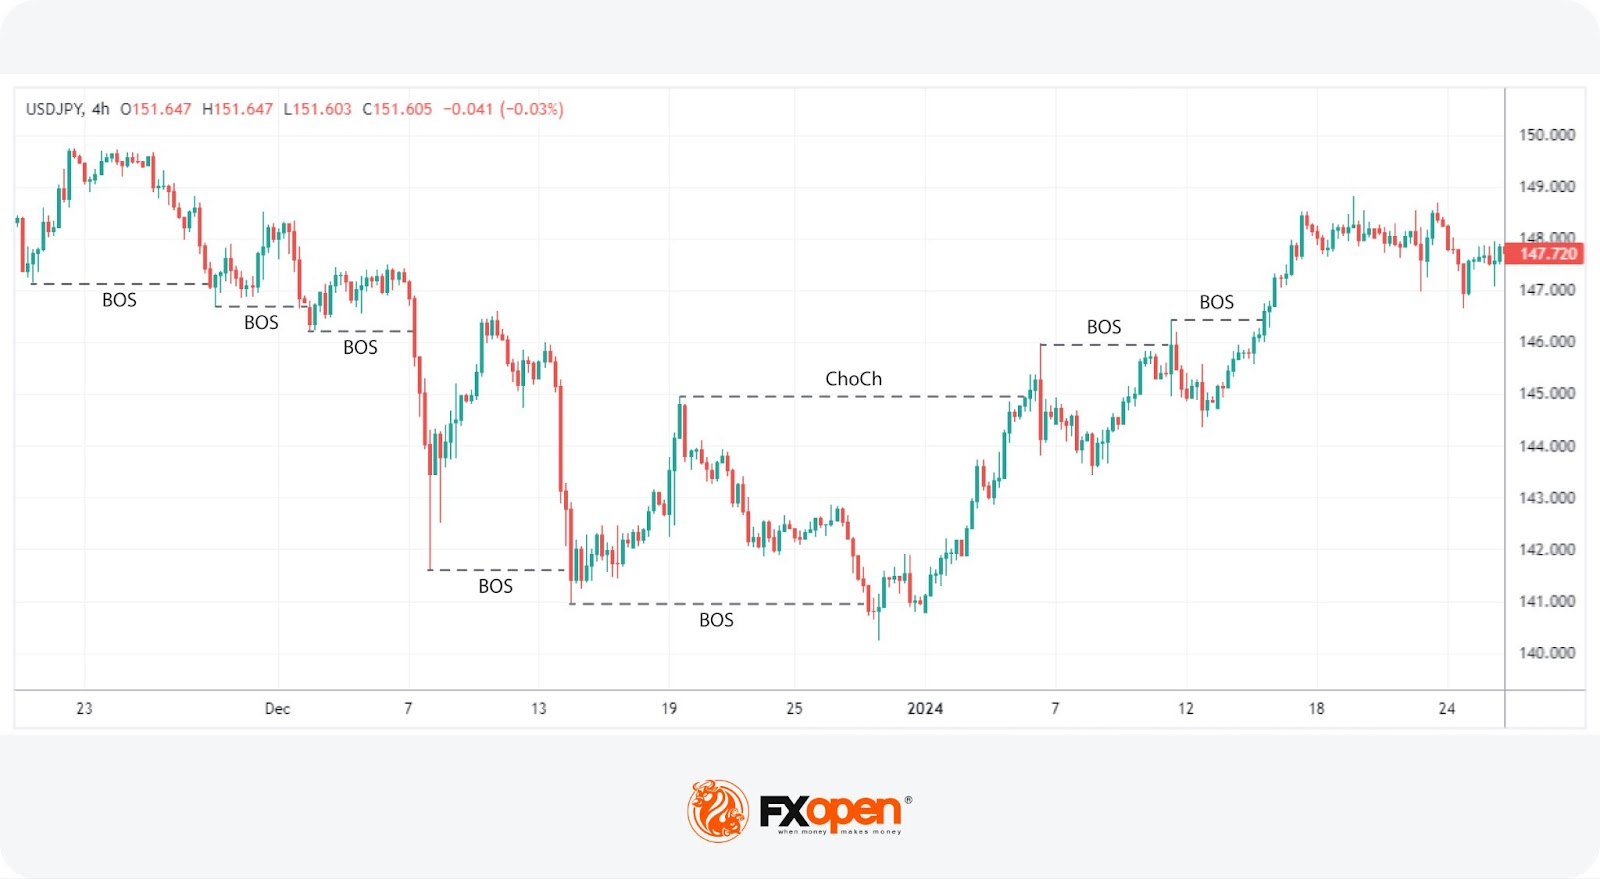 USDJPY, 4h O151.647 H151.647 L151.603 C151.605 −0.041 (−0.03%)
150.000
149.000
148.000
147.720
147.000
BOS
BOS
BOS
BOS
BOS
146.000
ChoCh
145.000
144.000
143.000
142.000
BOS
141.000
BOS
140.000
23 Dec 7 13 19 25 2024 7 12 18 24
FXopen®
when money makes money